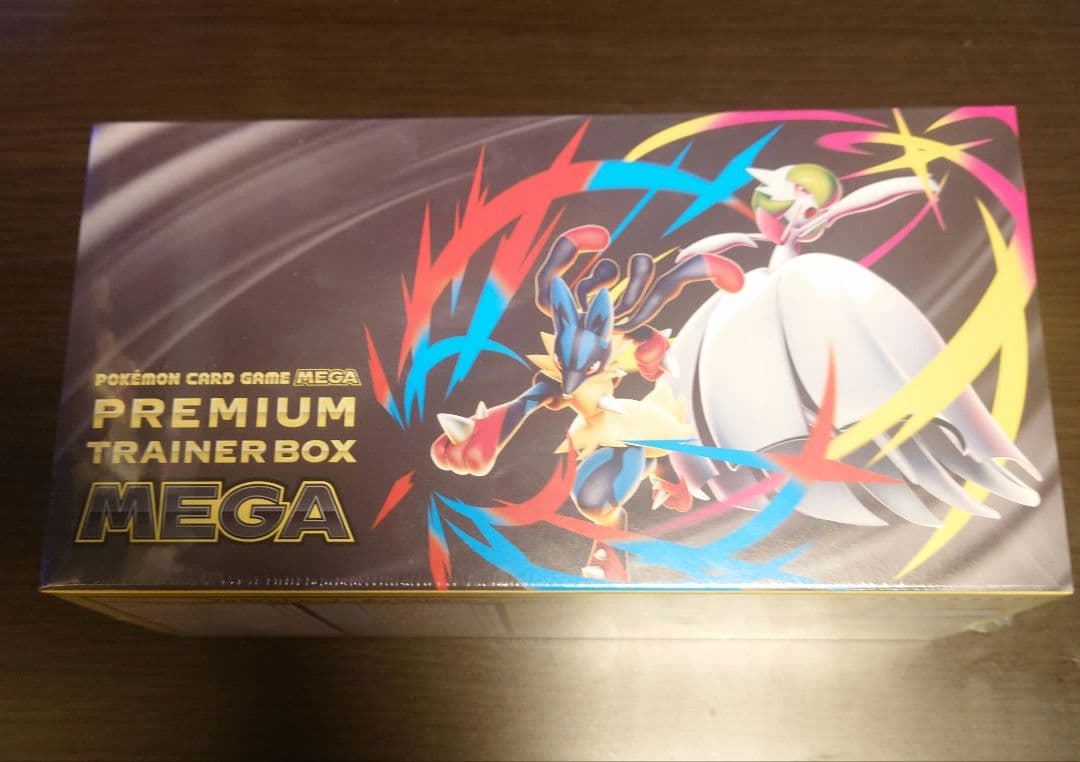 POKÉMON CARD GAME MEGA
PREMIUM
TRAINER BOX
MEGA